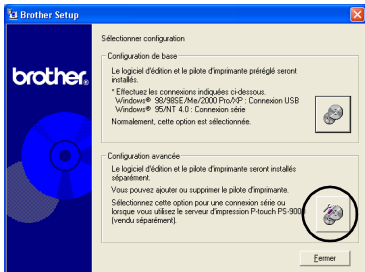 Brother Setup
Sélectionner configuration
Configuration de base
Le logiciel d'édition et le pilote d'imprimante préréglé seront
installés.
* Effectuez les connexions indiquées ci-dessous.
Windows® 98/98SE/Me/2000 Pro/XP : Connexion USB
Windows® 95/NT 4.0 : Connexion série
Normalement, cette option est sélectionnée.
brother®
Configuration avancée
Le logiciel d'édition et le pilote d'imprimante seront installés
séparément.
Vous pouvez ajouter ou supprimer le pilote d'imprimante.
Sélectionnez cette option pour une connexion série ou
lorsque vous utilisez le serveur d'impression P-touch PS-9000
(vendu séparément).
Fermer